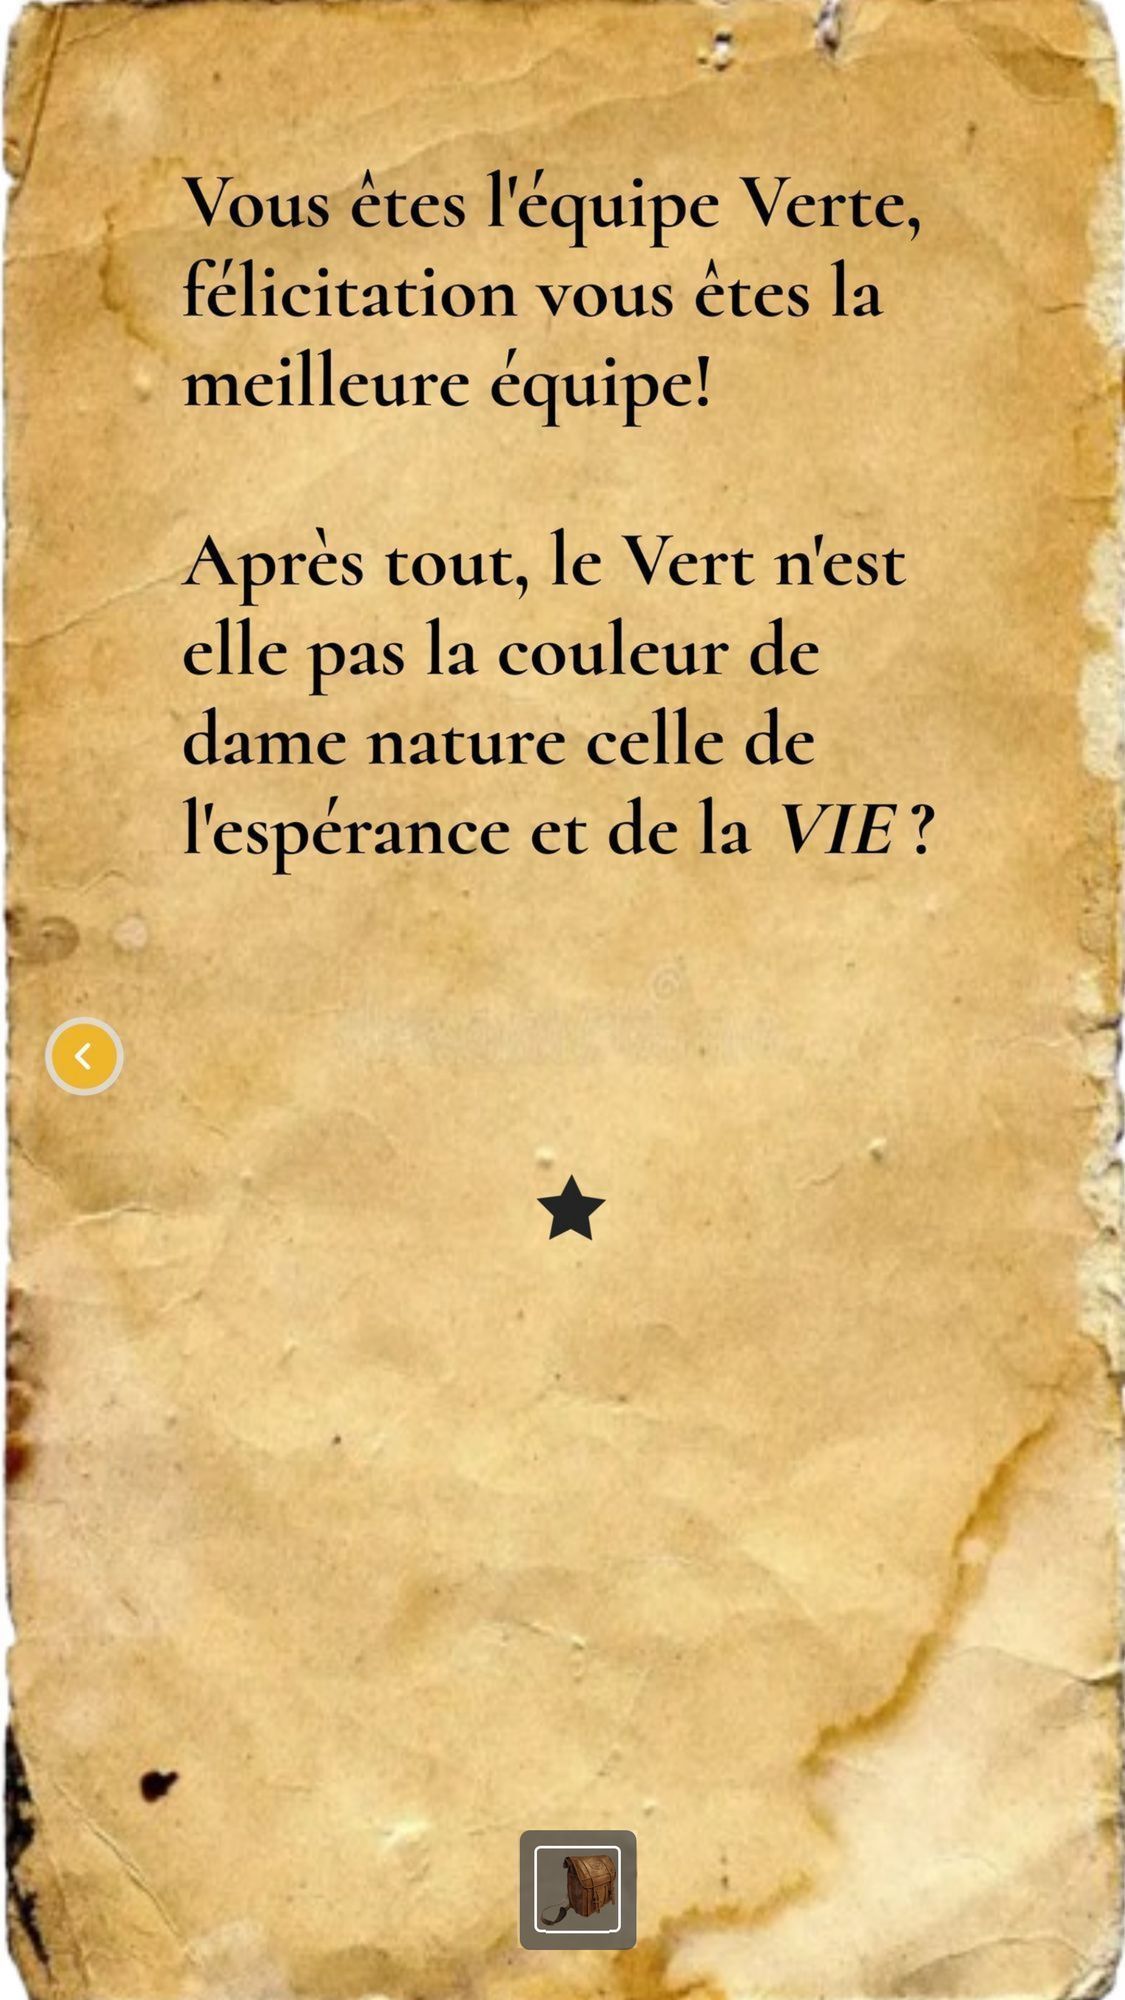 Vous êtes l'équipe Verte,
félicitation vous êtes la
meilleure équipe!
Après tout, le Vert n'est
elle pas la couleur de
dame nature celle de
l'espérance et de la VIE ?